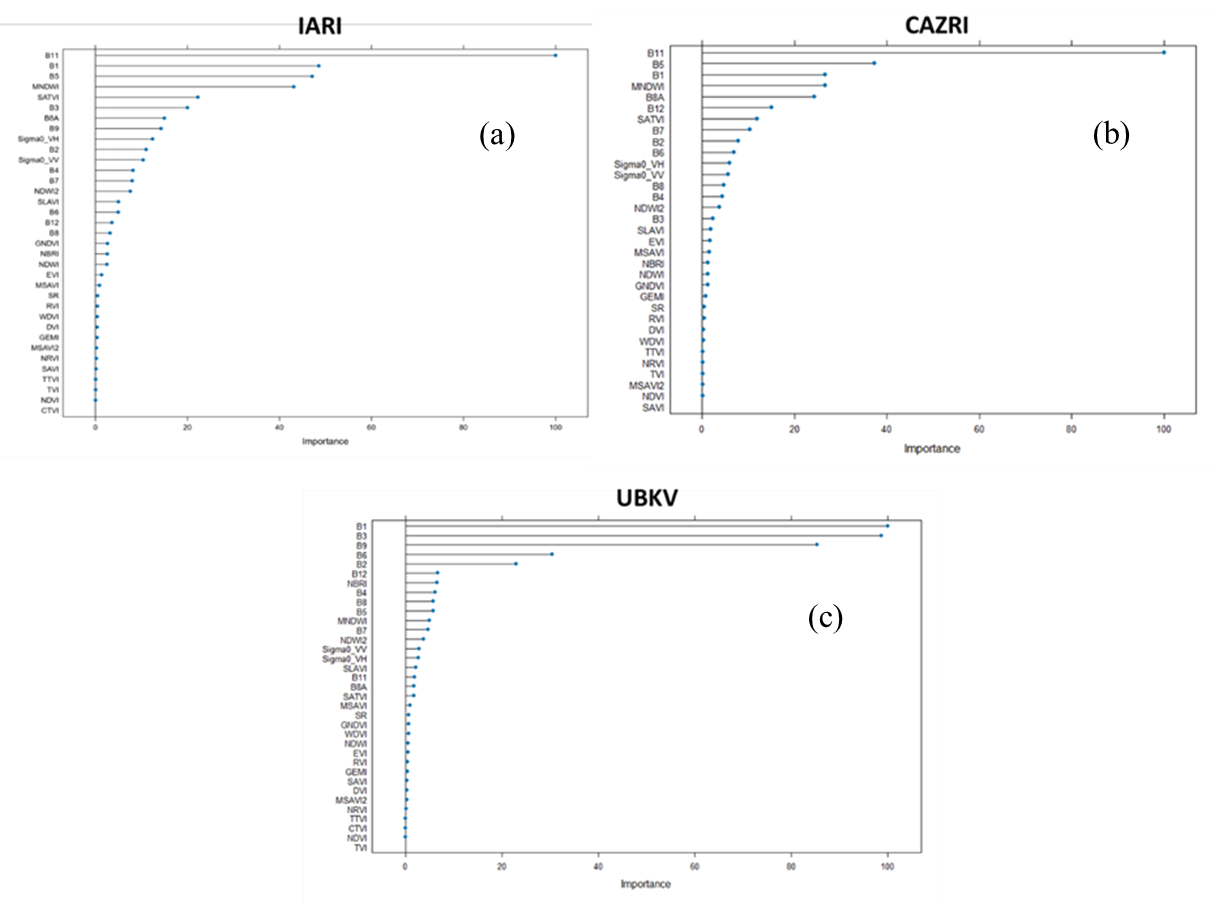 IARI
B11
B1
B5
MNDWI
SATVI
B3
B8A
B9
Sigma0_VH
B2
Sigma0_VV
B4
B7
NDWI2
SLAVI
B6
B12
B8
GNDVI
NBRI
NDWI
EVI
MSAVI
SR
RVI
WDVI
DVI
GEMI
MSAVI2
NRVI
SAVI
TTVI
TVI
NDVI
CTVI
(a)
0 20 40 60 80 100
Importance
CAZRI
B11
B5
B1
MNDWI
B8A
B12
SATVI
B7
B2
B6
Sigma0_VH
Sigma0_VV
B8
B4
NDWI2
B3
SLAVI
EVI
MSAVI
NBRI
NDWI
GNDVI
GEMI
SR
RVI
DVI
WDVI
TTVI
NRVI
TVI
MSAVI2
NDVI
SAVI
(b)
0 20 40 60 80 100
Importance
UBKV
B1
B3
B9
B6
B2
B12
NBRI
B4
B8
B5
MNDWI
B7
NDWI2
Sigma0_VV
Sigma0_VH
SLAVI
B11
B8A
SATVI
MSAVI
SR
GNDVI
WDVI
NDWI
EVI
RVI
GEMI
SAVI
DVI
MSAVI2
NRVI
TTVI
CTVI
NDVI
TVI
(c)
0 20 40 60 80 100
Importance